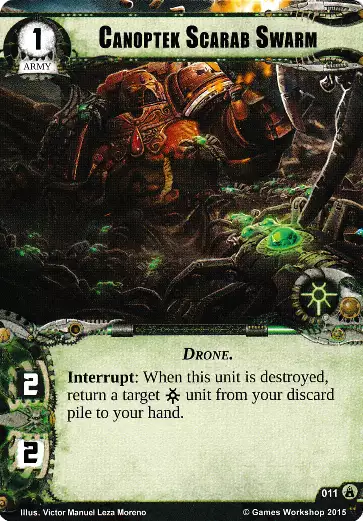 1
ARMY
CANOPTEK SCARAB SWARM
DRONE.
2
Interrupt: When this unit is destroyed,
return a target unit from your discard
pile to your hand.
2
011
Illus. Víctor Manuel Leza Moreno
© Games Workshop 2015